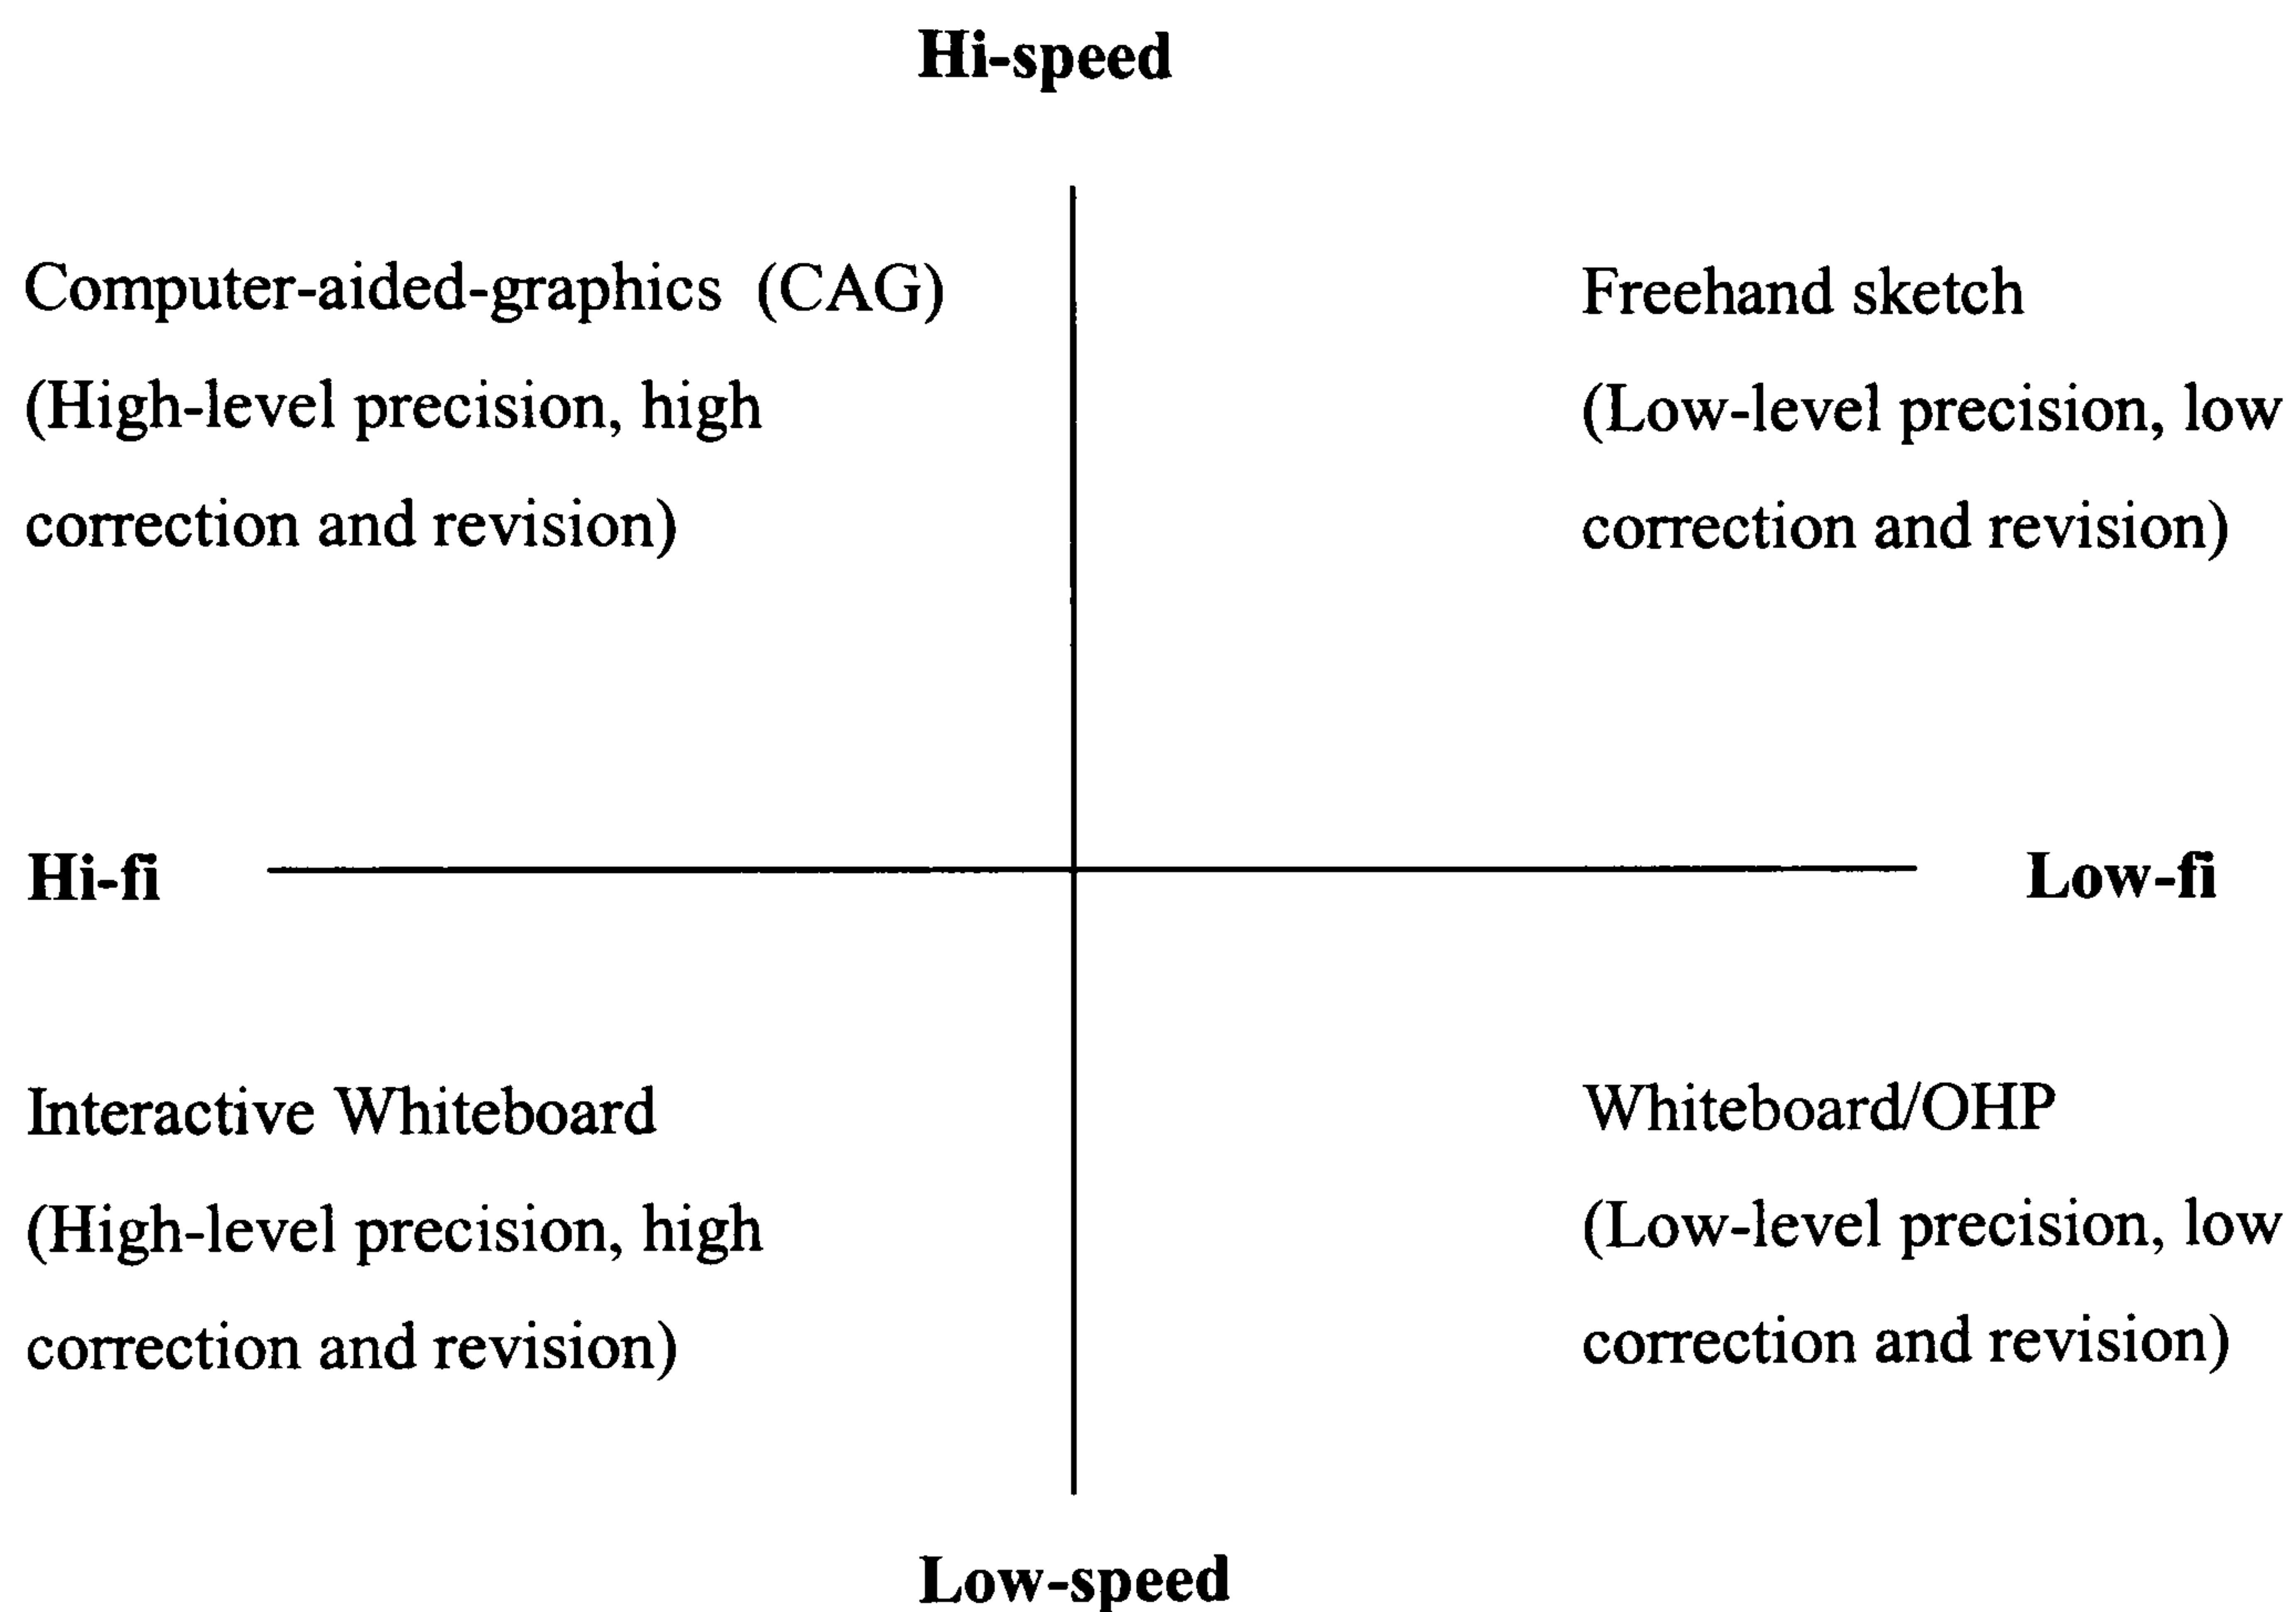 Hi-speed
Computer-aided-graphics (CAG)
(High-level precision, high
correction and revision)
Freehand sketch
(Low-level precision, low
correction and revision)
Hi-fi
Low-fi
Interactive Whiteboard
(High-level precision, high
correction and revision)
Whiteboard/OHP
(Low-level precision, low
correction and revision)
Low-speed